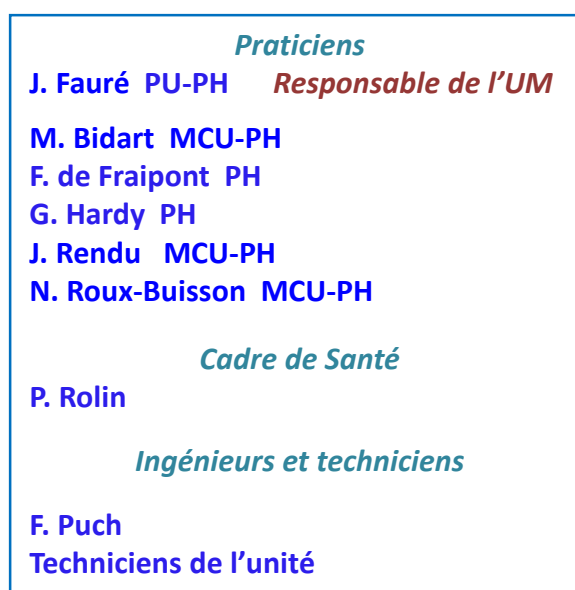 Praticiens
J. Fauré PU-PH Responsable de l’UM
M. Bidart MCU-PH
F. de Fraipont PH
G. Hardy PH
J. Rendu MCU-PH
N. Roux-Buisson MCU-PH
Cadre de Santé
P. Rolin
Ingénieurs et techniciens
F. Puch
Techniciens de l’unité